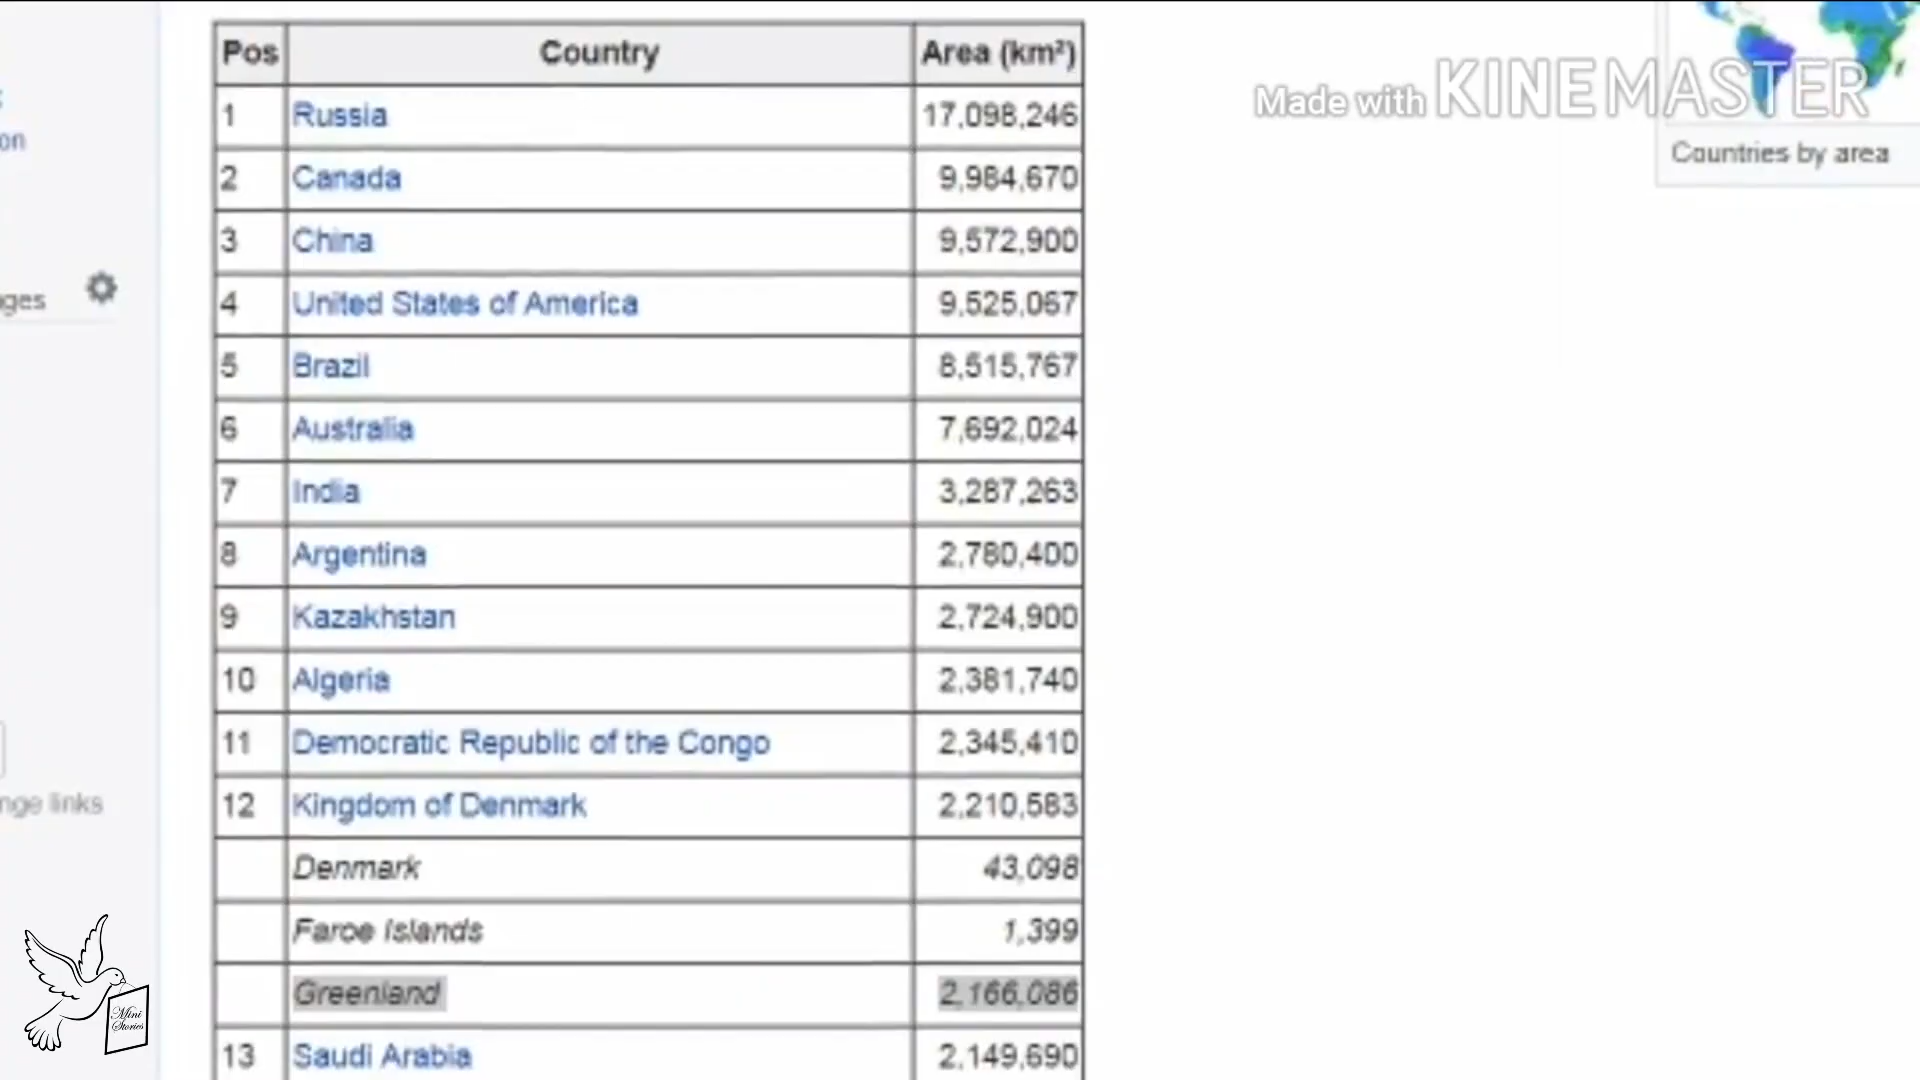 Pos Country Area (km²)
1 Russia 17,098,246
2 Canada 9,984,670
3 China 9,572,900
4 United States of America 9,525,067
5 Brazil 8,515,767
6 Australia 7,692,024
7 India 3,287,263
8 Argentina 2,780,400
9 Kazakhstan 2,724,900
10 Algeria 2,381,740
11 Democratic Republic of the Congo 2,345,410
12 Kingdom of Denmark 2,210,583
Denmark 43,098
Faroe Islands 1,399
Greenland 2,166,086
13 Saudi Arabia 2,149,690
Made with KINEMASTER
Countries by area
on
ges
nge links
Mini
Stories